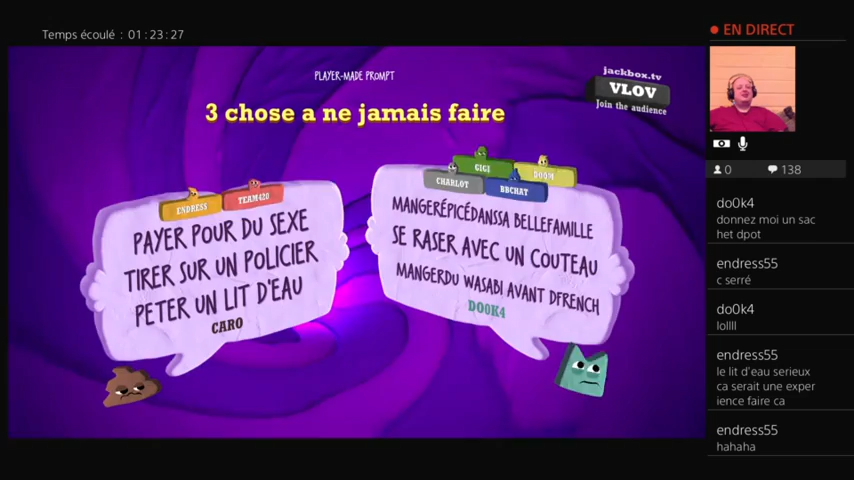 Temps écoulé : 01:23:27
EN DIRECT
PLAYER-MADE PROMPT
3 chose a ne jamais faire
jackbox.tv
VLOV
Join the audience
ENDRESS
TEAM420
PAYER POUR DU SEXE
TIRER SUR UN POLICIER
PETER UN LIT D'EAU
CARO
GIGI
DOOM
CHARLOT
BBCHAT
MANGERÉPICÉDANSSA BELLEFAMILLE
SE RASER AVEC UN COUTEAU
MANGERDU WASABI AVANT DFRENCH
DO0K4
0
138
do0k4
donnez moi un sac
het dpot
endress55
c serré
do0k4
lollll
endress55
le lit d'eau serieux
ca serait une exper
ience faire ca
endress55
hahaha